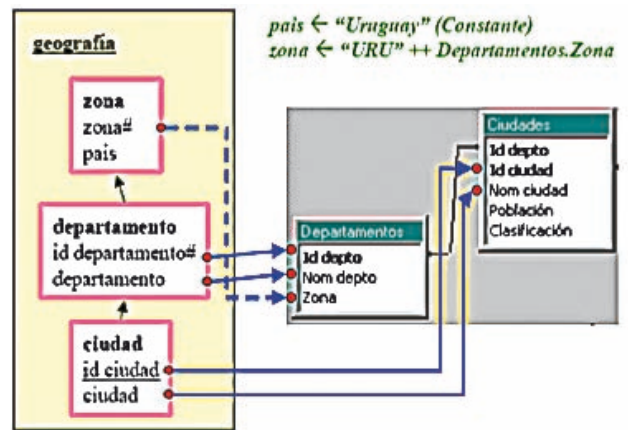 geografía
zona
zona#
pais
departamento
id departamento#
departamento
ciudad
id ciudad
ciudad
pais ← “Uruguay” (Constante)
zona ← “URU” ++ Departamentos.Zona
Departamentos
Id depto
Nom depto
Zona
Ciudades
Id depto
Id ciudad
Nom ciudad
Población
Clasificación